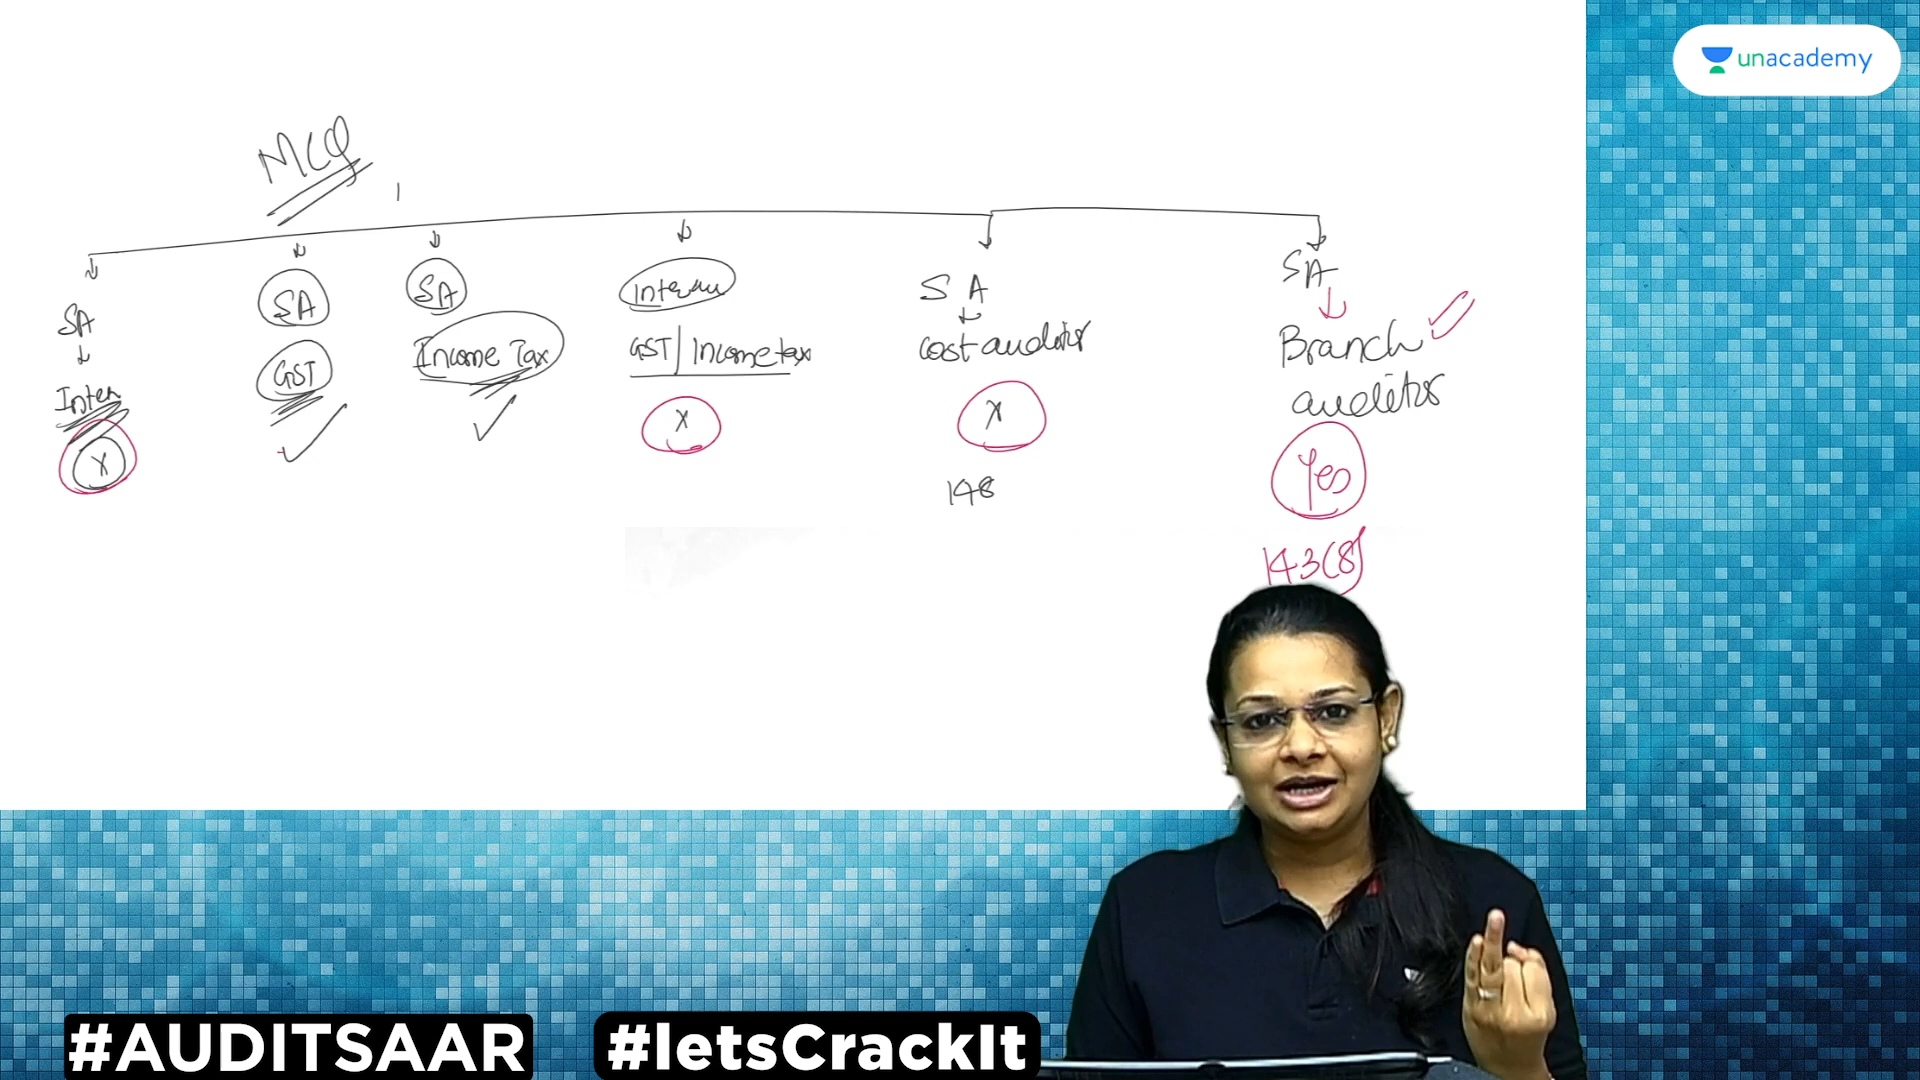 unacademy
MCQ
SA
Inter
X
SA
GST
SA
Income Tax
Internal
GST | Income tax
X
S A
cost auditor
X
148
SA
Branch
auditor
Yes
143(8)
#AUDITSAAR
#letsCrackIt